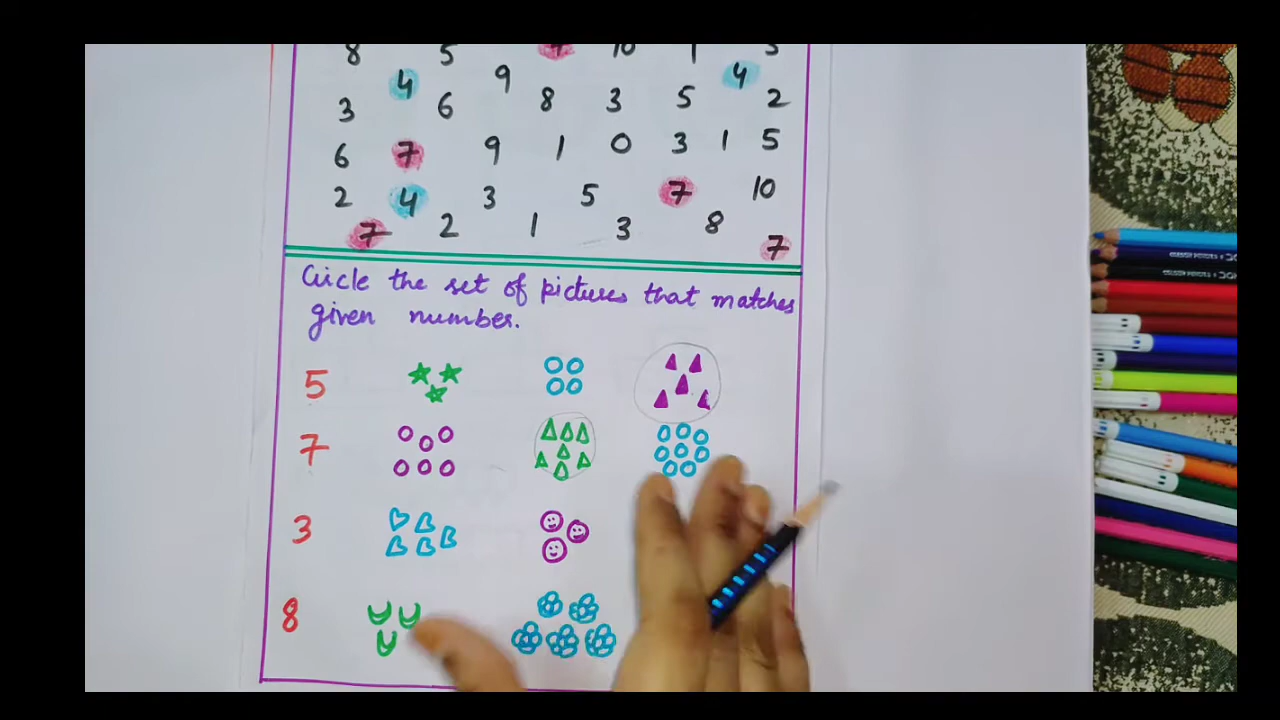 8 5 7 10 1
4 9 4
3 6 8 3 5 2
6 7 9 1 0 3 1 5
2 4 3 5 7 10
7 2 1 3 8 7
Circle the set of pictures that matches
given number.
5
7
3
8